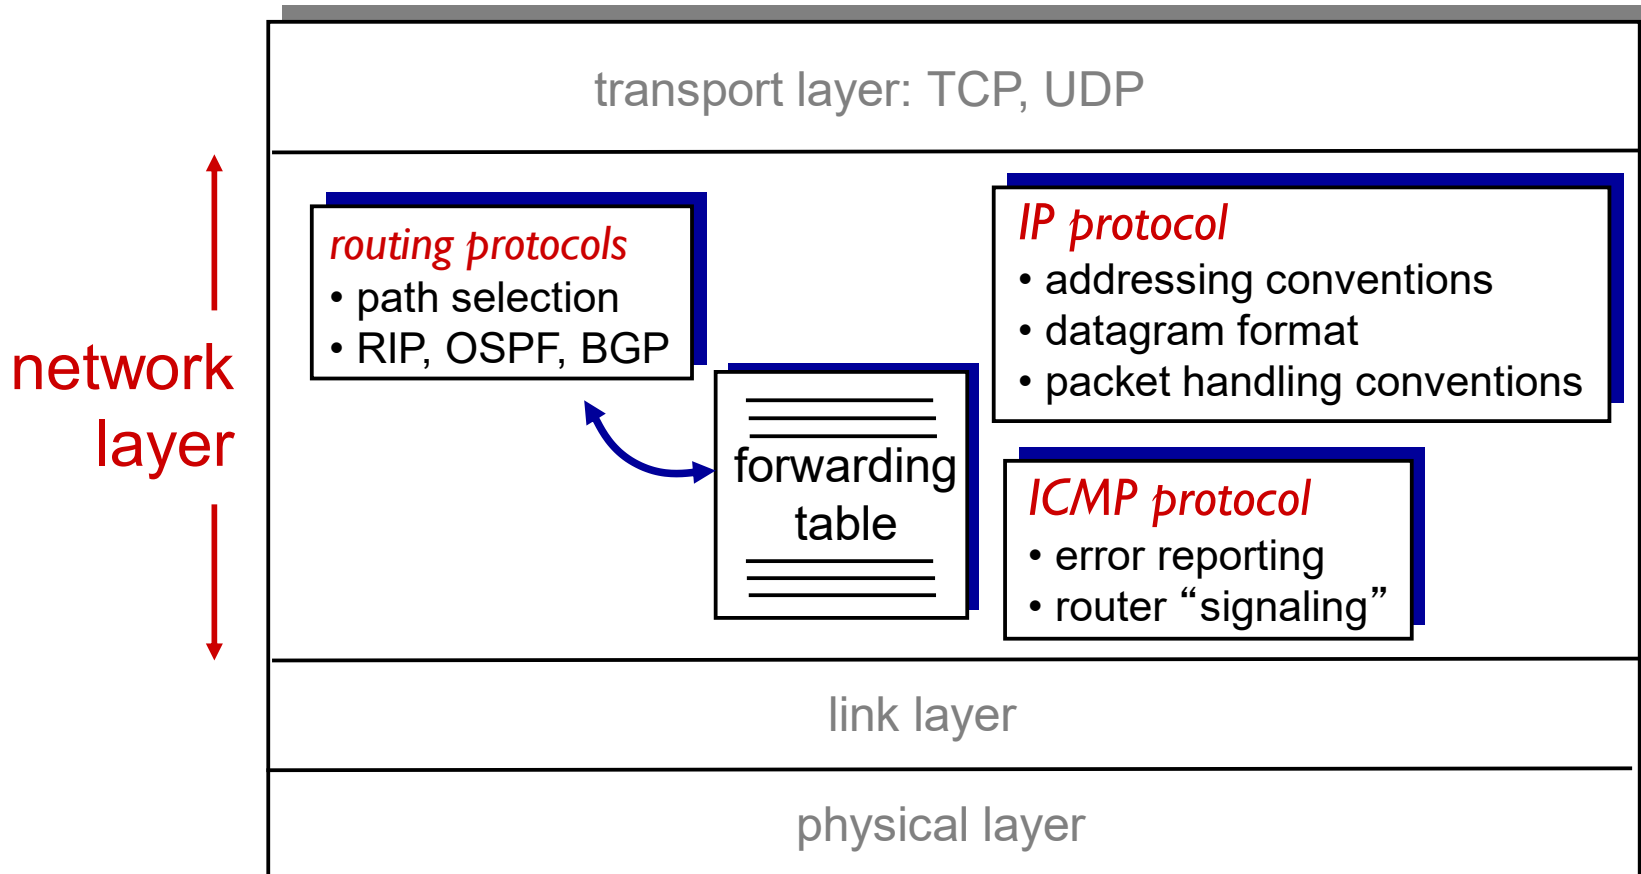 transport layer: TCP, UDP
network
layer
routing protocols
• path selection
• RIP, OSPF, BGP
forwarding
table
IP protocol
• addressing conventions
• datagram format
• packet handling conventions
ICMP protocol
• error reporting
• router “signaling”
link layer
physical layer